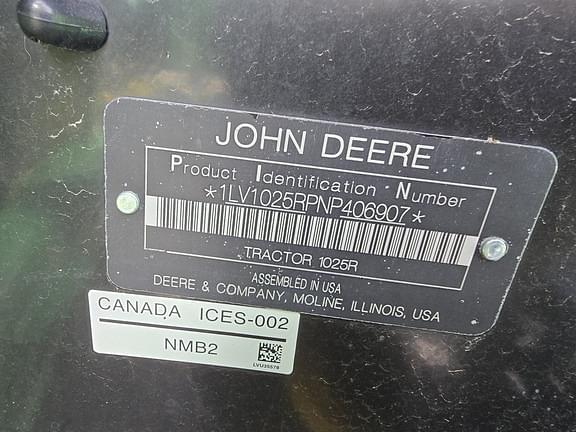 JOHN DEERE
Product Identification Number
*1LV1025RPNP406907*
TRACTOR 1025R
ASSEMBLED IN USA
DEERE & COMPANY, MOLINE, ILLINOIS, USA
CANADA ICES-002
NMB2
LVU35578